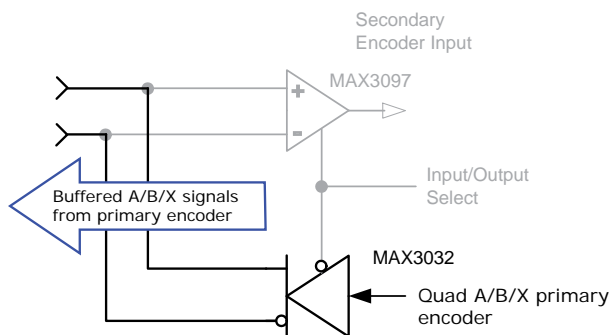 Secondary
Encoder Input
MAX3097
+
-
Input/Output
Select
Buffered A/B/X signals
from primary encoder
MAX3032
Quad A/B/X primary
encoder